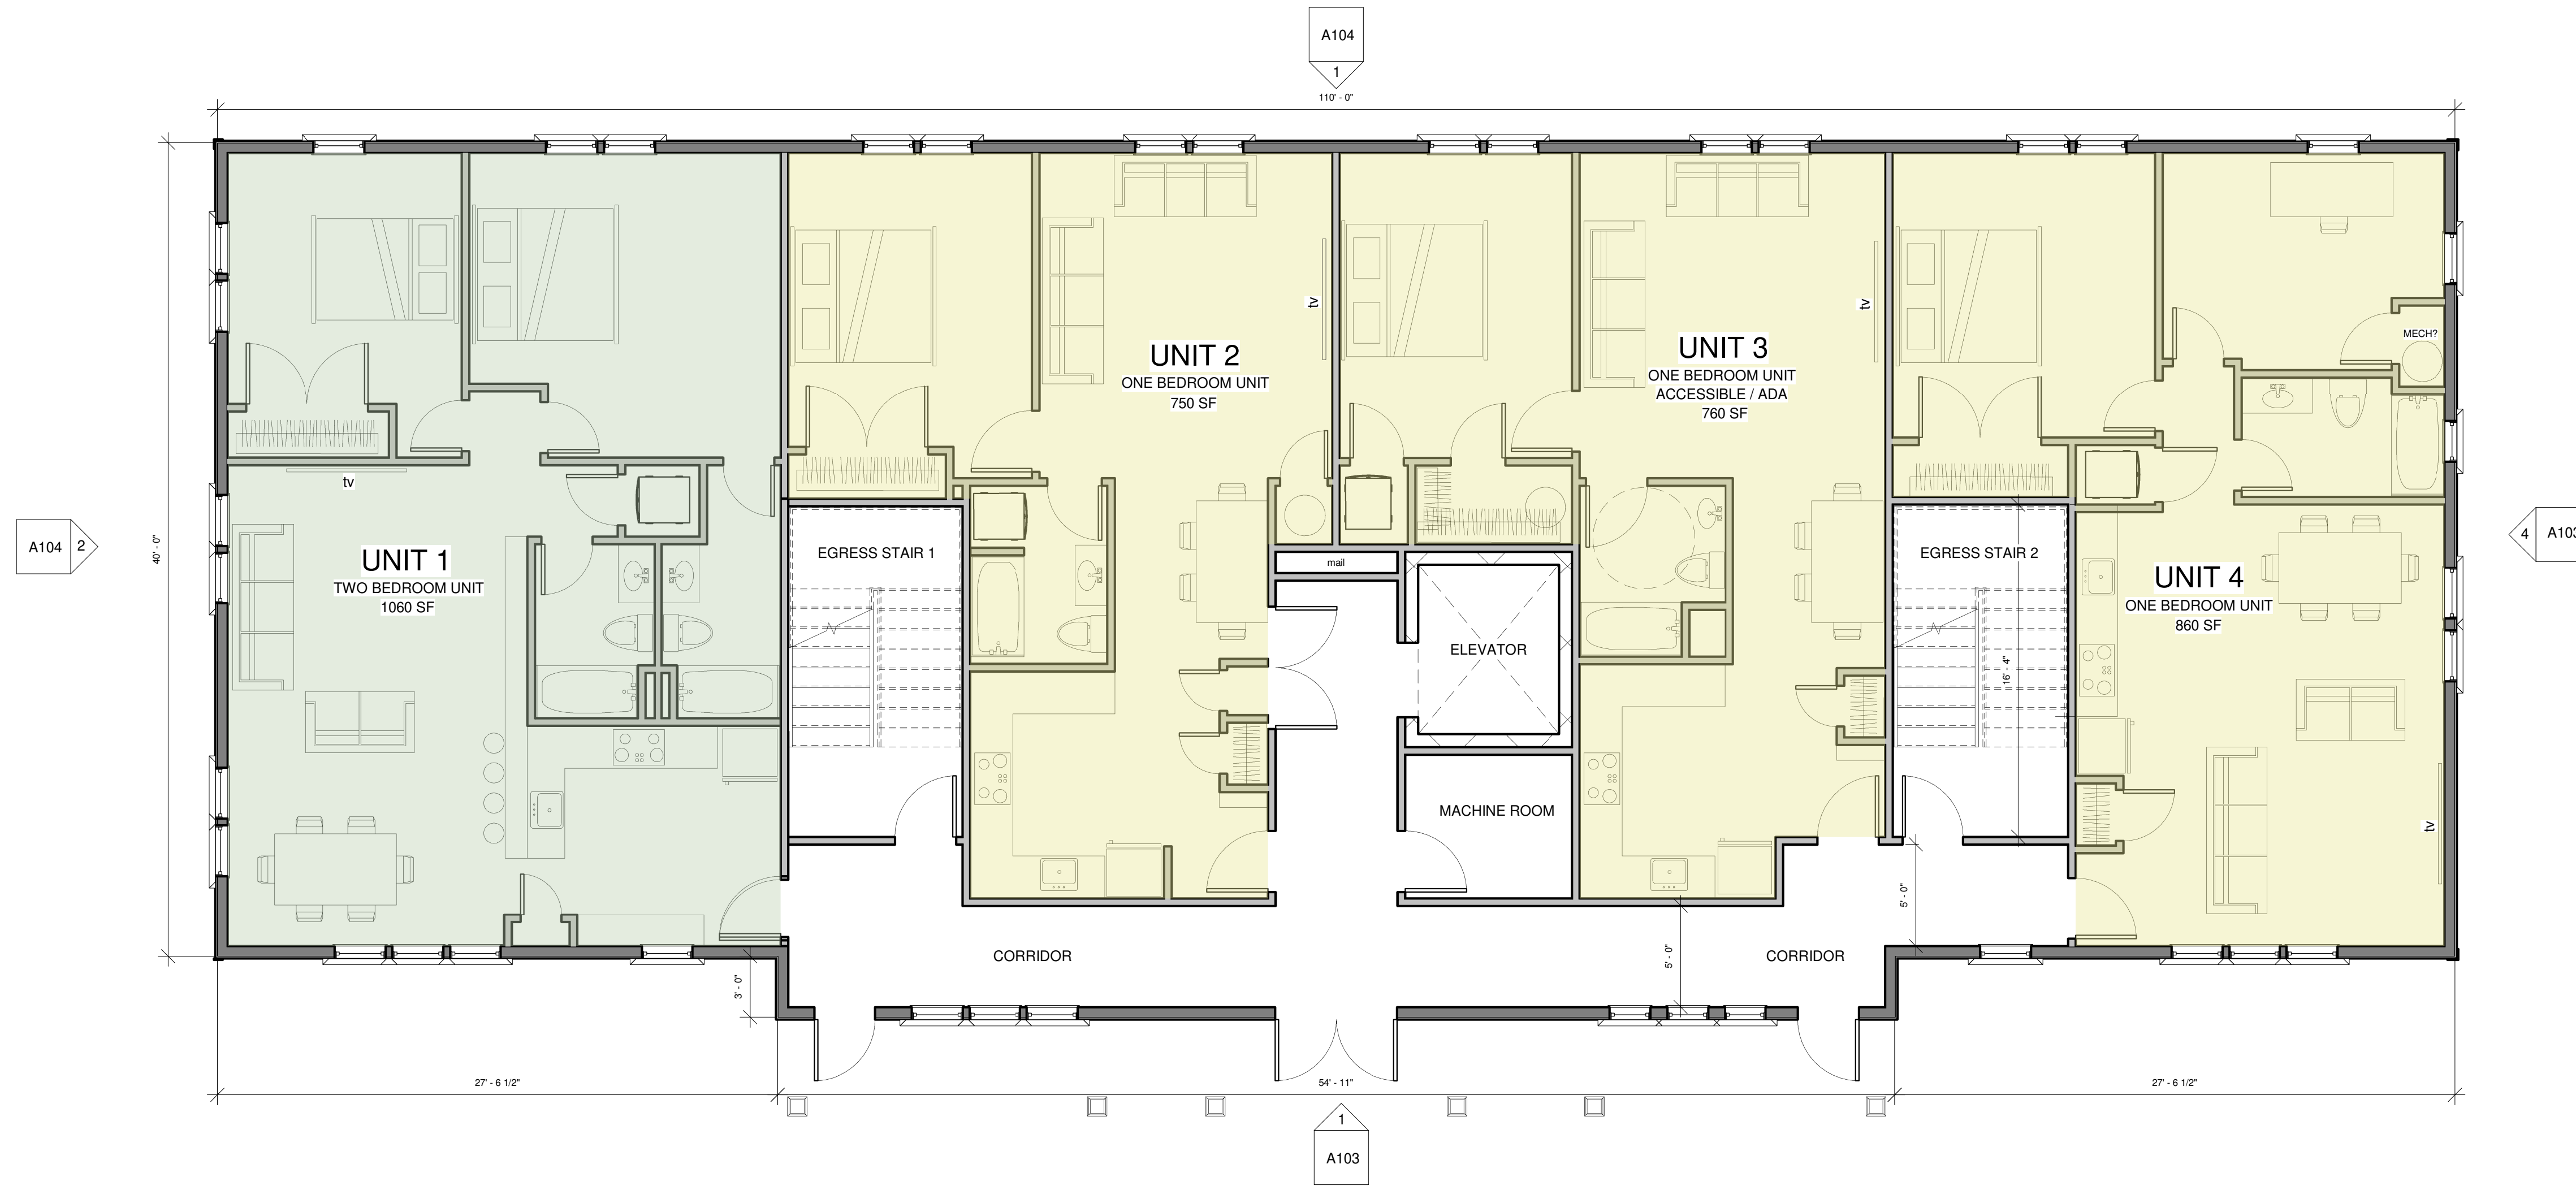 A104
1
110' - 0"
40' - 0"
A104
2
4
A103
UNIT 1
TWO BEDROOM UNIT
1060 SF
tv
UNIT 2
ONE BEDROOM UNIT
750 SF
tv
UNIT 3
ONE BEDROOM UNIT
ACCESSIBLE / ADA
760 SF
tv
MECH?
UNIT 4
ONE BEDROOM UNIT
860 SF
tv
EGRESS STAIR 1
mail
ELEVATOR
MACHINE ROOM
EGRESS STAIR 2
16' - 4"
5' - 0"
CORRIDOR
5' - 0"
CORRIDOR
3' - 0"
27' - 6 1/2"
54' - 11"
27' - 6 1/2"
1
A103